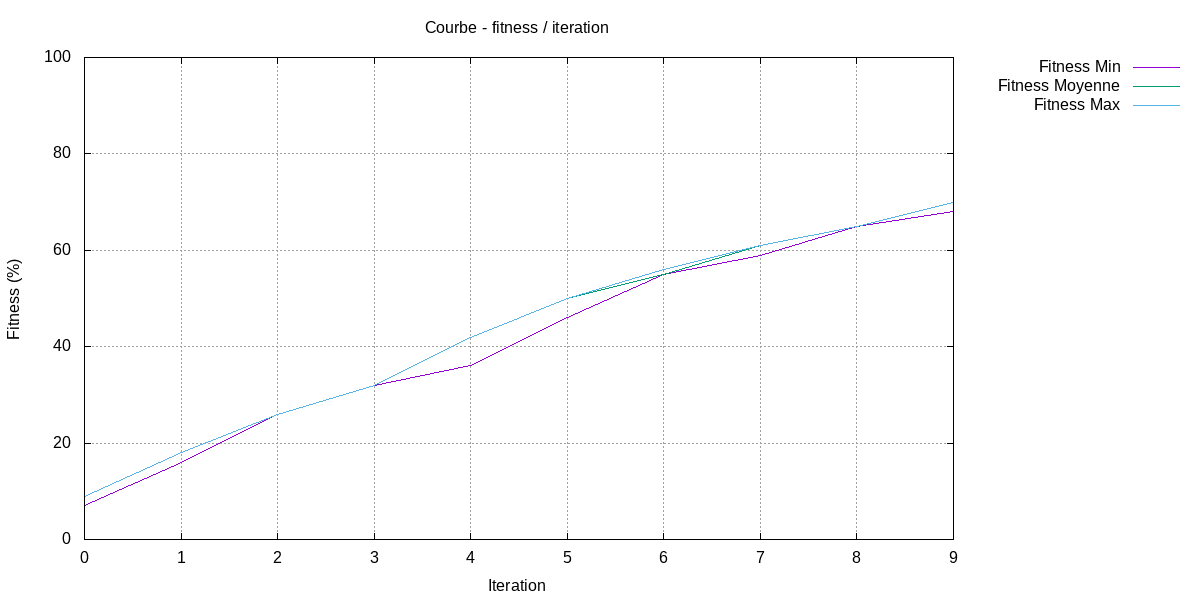 Courbe - fitness / iteration
Fitness Min
Fitness Moyenne
Fitness Max
100
80
60
40
20
0
Fitness (%)
0 1 2 3 4 5 6 7 8 9
Iteration